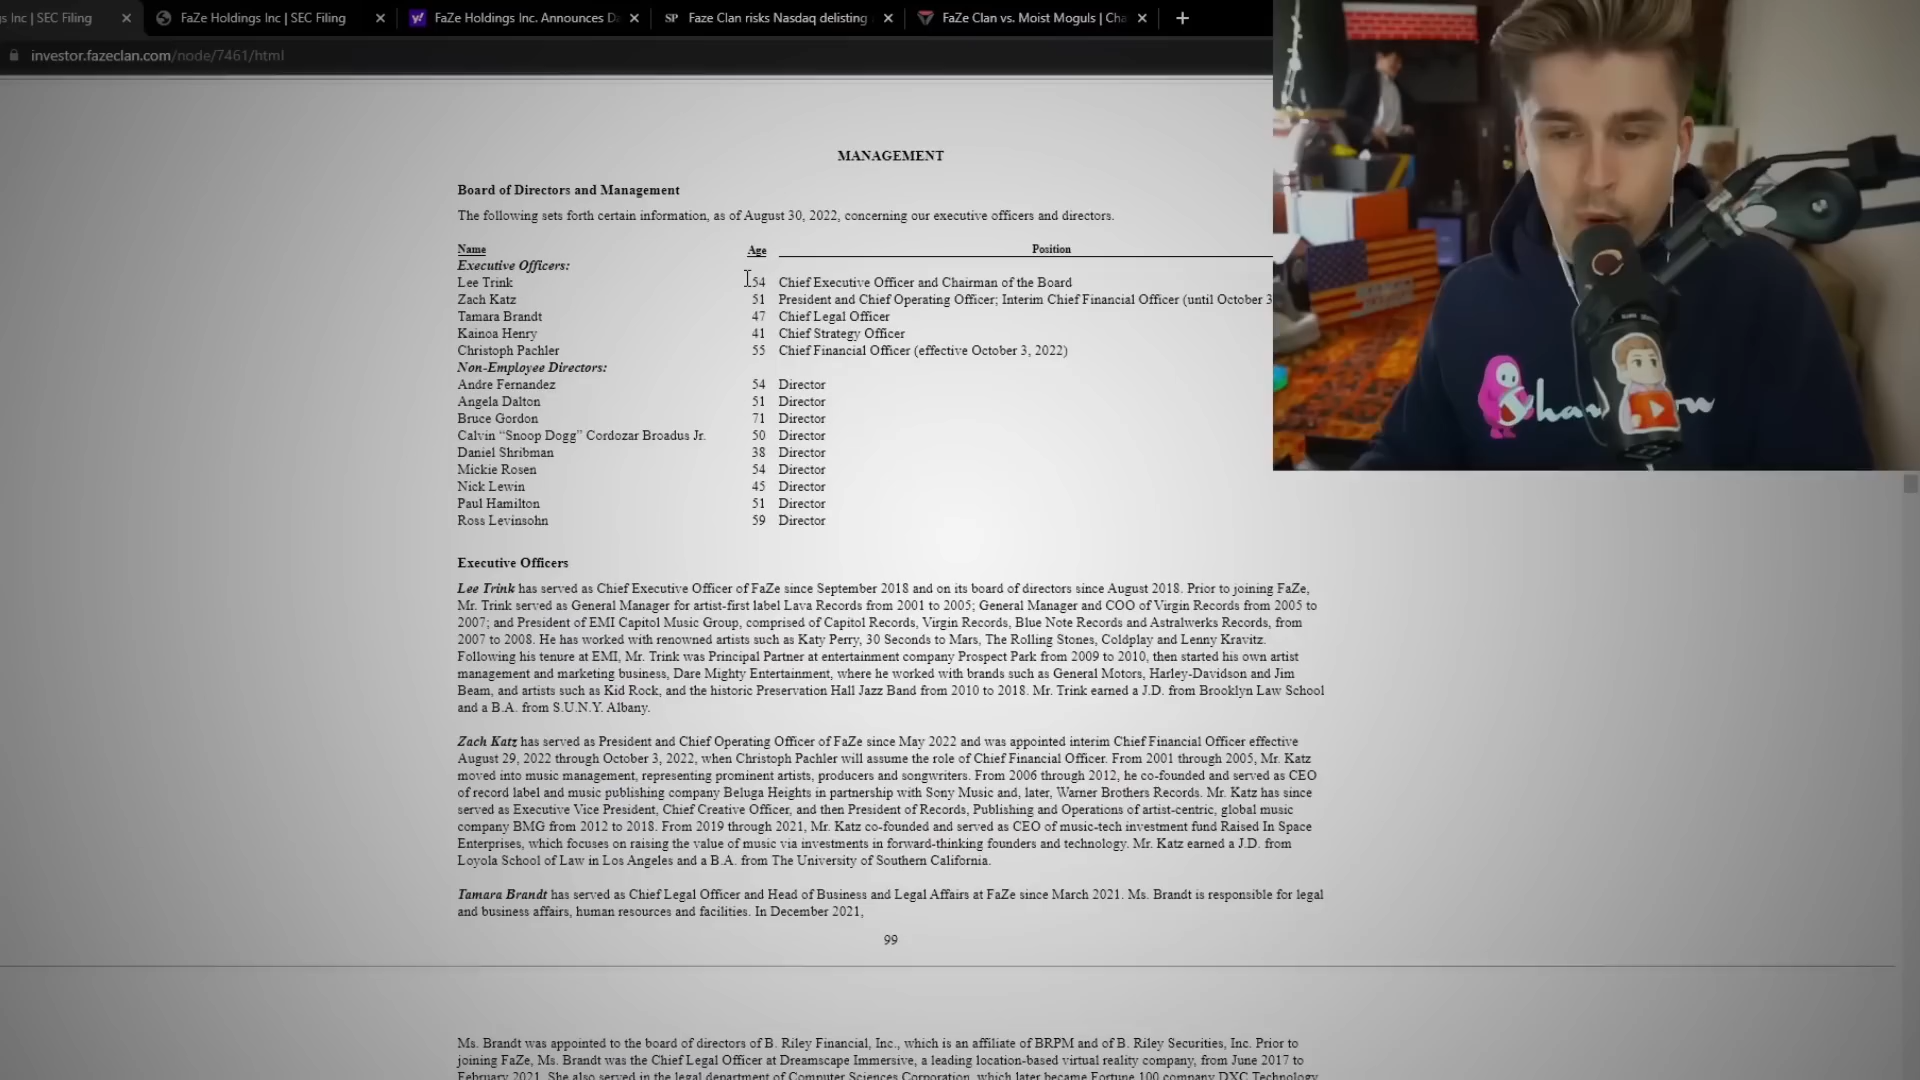 gs Inc | SEC Filing
FaZe Holdings Inc | SEC Filing
FaZe Holdings Inc. Announces D
SP Faze Clan risks Nasdaq delisting
FaZe Clan vs. Moist Moguls | Cha
investor.fazeclan.com/node/7461/html
MANAGEMENT
Board of Directors and Management
The following sets forth certain information, as of August 30, 2022, concerning our executive officers and directors.
Name Age Position
Executive Officers:
Lee Trink 54 Chief Executive Officer and Chairman of the Board
Zach Katz 51 President and Chief Operating Officer; Interim Chief Financial Officer (until October 3
Tamara Brandt 47 Chief Legal Officer
Kainoa Henry 41 Chief Strategy Officer
Christoph Pachler 55 Chief Financial Officer (effective October 3, 2022)
Non-Employee Directors:
Andre Fernandez 54 Director
Angela Dalton 51 Director
Bruce Gordon 71 Director
Calvin “Snoop Dogg” Cordozar Broadus Jr. 50 Director
Daniel Shribman 38 Director
Mickie Rosen 54 Director
Nick Lewin 45 Director
Paul Hamilton 51 Director
Ross Levinsohn 59 Director
Executive Officers
Lee Trink has served as Chief Executive Officer of FaZe since September 2018 and on its board of directors since August 2018. Prior to joining FaZe,
Mr. Trink served as General Manager for artist-first label Lava Records from 2001 to 2005; General Manager and COO of Virgin Records from 2005 to
2007; and President of EMI Capitol Music Group, comprised of Capitol Records, Virgin Records, Blue Note Records and Astralwerks Records, from
2007 to 2008. He has worked with renowned artists such as Katy Perry, 30 Seconds to Mars, The Rolling Stones, Coldplay and Lenny Kravitz.
Following his tenure at EMI, Mr. Trink was Principal Partner at entertainment company Prospect Park from 2009 to 2010, then started his own artist
management and marketing business, Dare Mighty Entertainment, where he worked with brands such as General Motors, Harley-Davidson and Jim
Beam, and artists such as Kid Rock, and the historic Preservation Hall Jazz Band from 2010 to 2018. Mr. Trink earned a J.D. from Brooklyn Law School
and a B.A. from S.U.N.Y. Albany.
Zach Katz has served as President and Chief Operating Officer of FaZe since May 2022 and was appointed interim Chief Financial Officer effective
August 29, 2022 through October 3, 2022, when Christoph Pachler will assume the role of Chief Financial Officer. From 2001 through 2005, Mr. Katz
moved into music management, representing prominent artists, producers and songwriters. From 2006 through 2012, he co-founded and served as CEO
of record label and music publishing company Beluga Heights in partnership with Sony Music and, later, Warner Brothers Records. Mr. Katz has since
served as Executive Vice President, Chief Creative Officer, and then President of Records, Publishing and Operations of artist-centric, global music
company BMG from 2012 to 2018. From 2019 through 2021, Mr. Katz co-founded and served as CEO of music-tech investment fund Raised In Space
Enterprises, which focuses on raising the value of music via investments in forward-thinking founders and technology. Mr. Katz earned a J.D. from
Loyola School of Law in Los Angeles and a B.A. from The University of Southern California.
Tamara Brandt has served as Chief Legal Officer and Head of Business and Legal Affairs at FaZe since March 2021. Ms. Brandt is responsible for legal
and business affairs, human resources and facilities. In December 2021,
99
Ms. Brandt was appointed to the board of directors of B. Riley Financial, Inc., which is an affiliate of BRPM and of B. Riley Securities, Inc. Prior to
joining FaZe, Ms. Brandt was the Chief Legal Officer at Dreamscape Immersive, a leading location-based virtual reality company, from June 2017 to
February 2021. She also served in the legal department of Computer Sciences Corporation, which later became Fortune 100 company DXC Technology